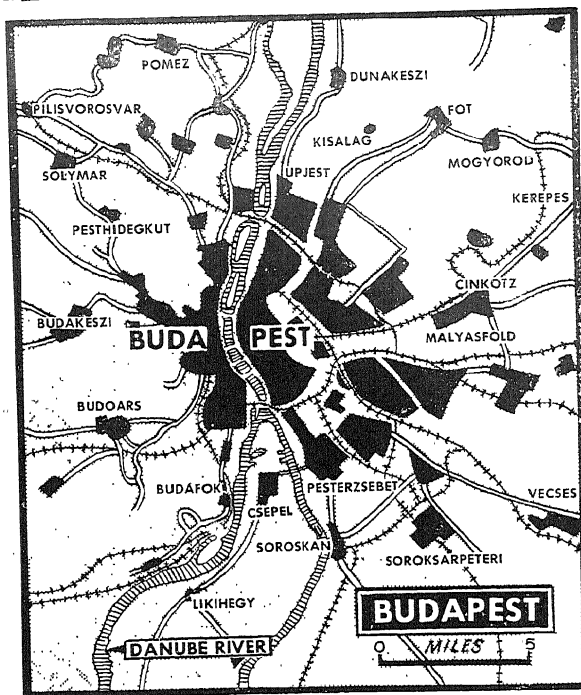 POMEZ
DUNAKESZI
PILISVOROSVAR
FOT
KISALAG
MOGYOROD
SOLYMAR
UPJEST
KEREPES
PESTHIDEGKUT
CINKOTZ
BUDAKESZI
BUDA PEST
MALYASFOLD
BUDOARS
BUDAFOK
CSEPEL
PESTERZSEBET
VECSES
SOROSKAN
SOROKSARPETERI
LIKIHEGY
BUDAPEST
DANUBE RIVER
0 MILES 5